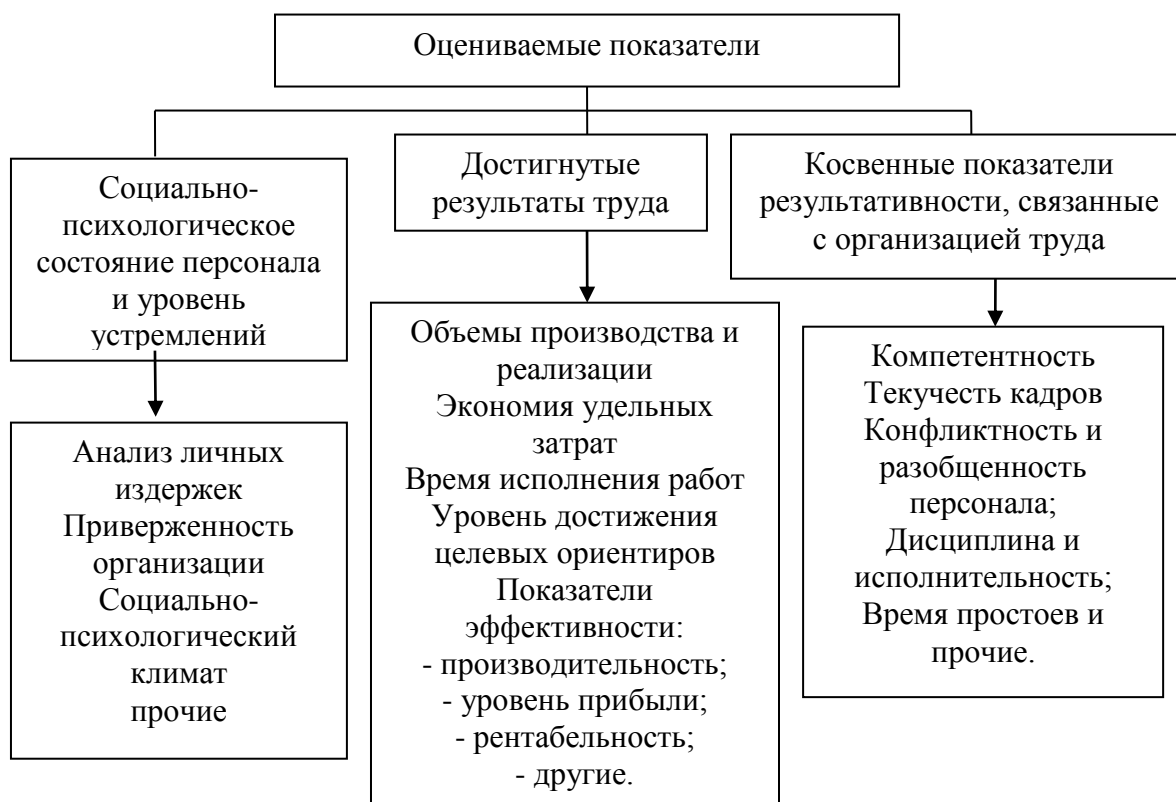 Оцениваемые показатели
Социально-
психологическое
состояние персонала
и уровень
устремлений
Анализ личных
издержек
Приверженность
организации
Социально-
психологический
климат
прочие
Достигнутые
результаты труда
Объемы производства и
реализации
Экономия удельных
затрат
Время исполнения работ
Уровень достижения
целевых ориентиров
Показатели
эффективности:
- производительность;
- уровень прибыли;
- рентабельность;
- другие.
Косвенные показатели
результативности, связанные
с организацией труда
Компетентность
Текучесть кадров
Конфликтность и
разобщенность
персонала;
Дисциплина и
исполнительность;
Время простоев и
прочие.